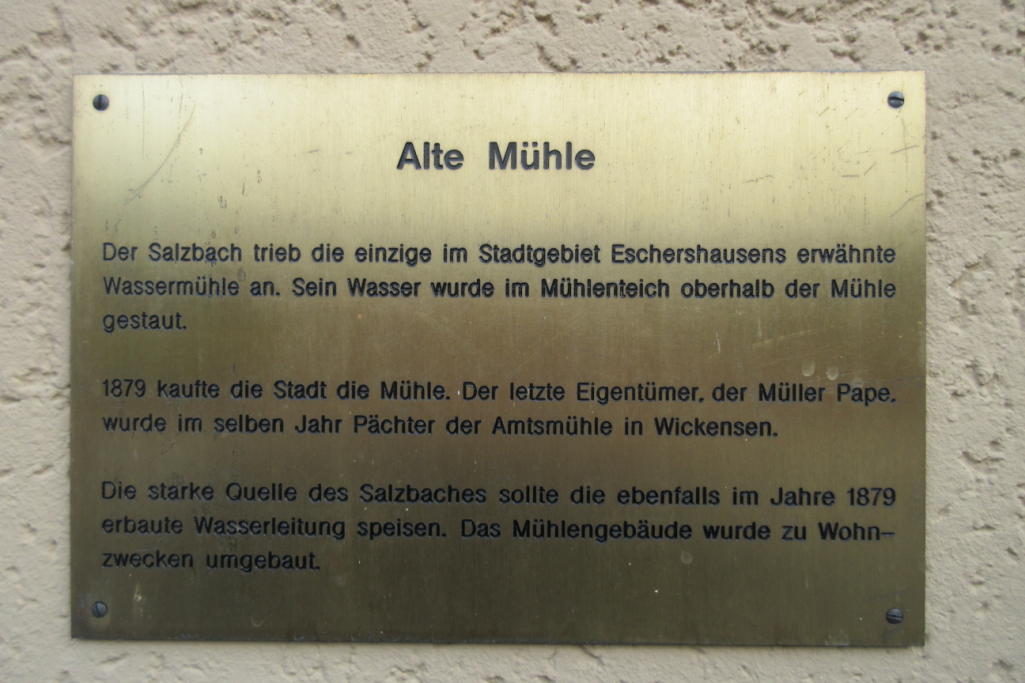 Alte Mühle
Der Salzbach trieb die einzige im Stadtgebiet Eschershausens erwähnte
Wassermühle an. Sein Wasser wurde im Mühlenteich oberhalb der Mühle
gestaut.
1879 kaufte die Stadt die Mühle. Der letzte Eigentümer, der Müller Pape,
wurde im selben Jahr Pächter der Amtsmühle in Wickensen.
Die starke Quelle des Salzbaches sollte die ebenfalls im Jahre 1879
erbaute Wasserleitung speisen. Das Mühlengebäude wurde zu Wohn-
zwecken umgebaut.